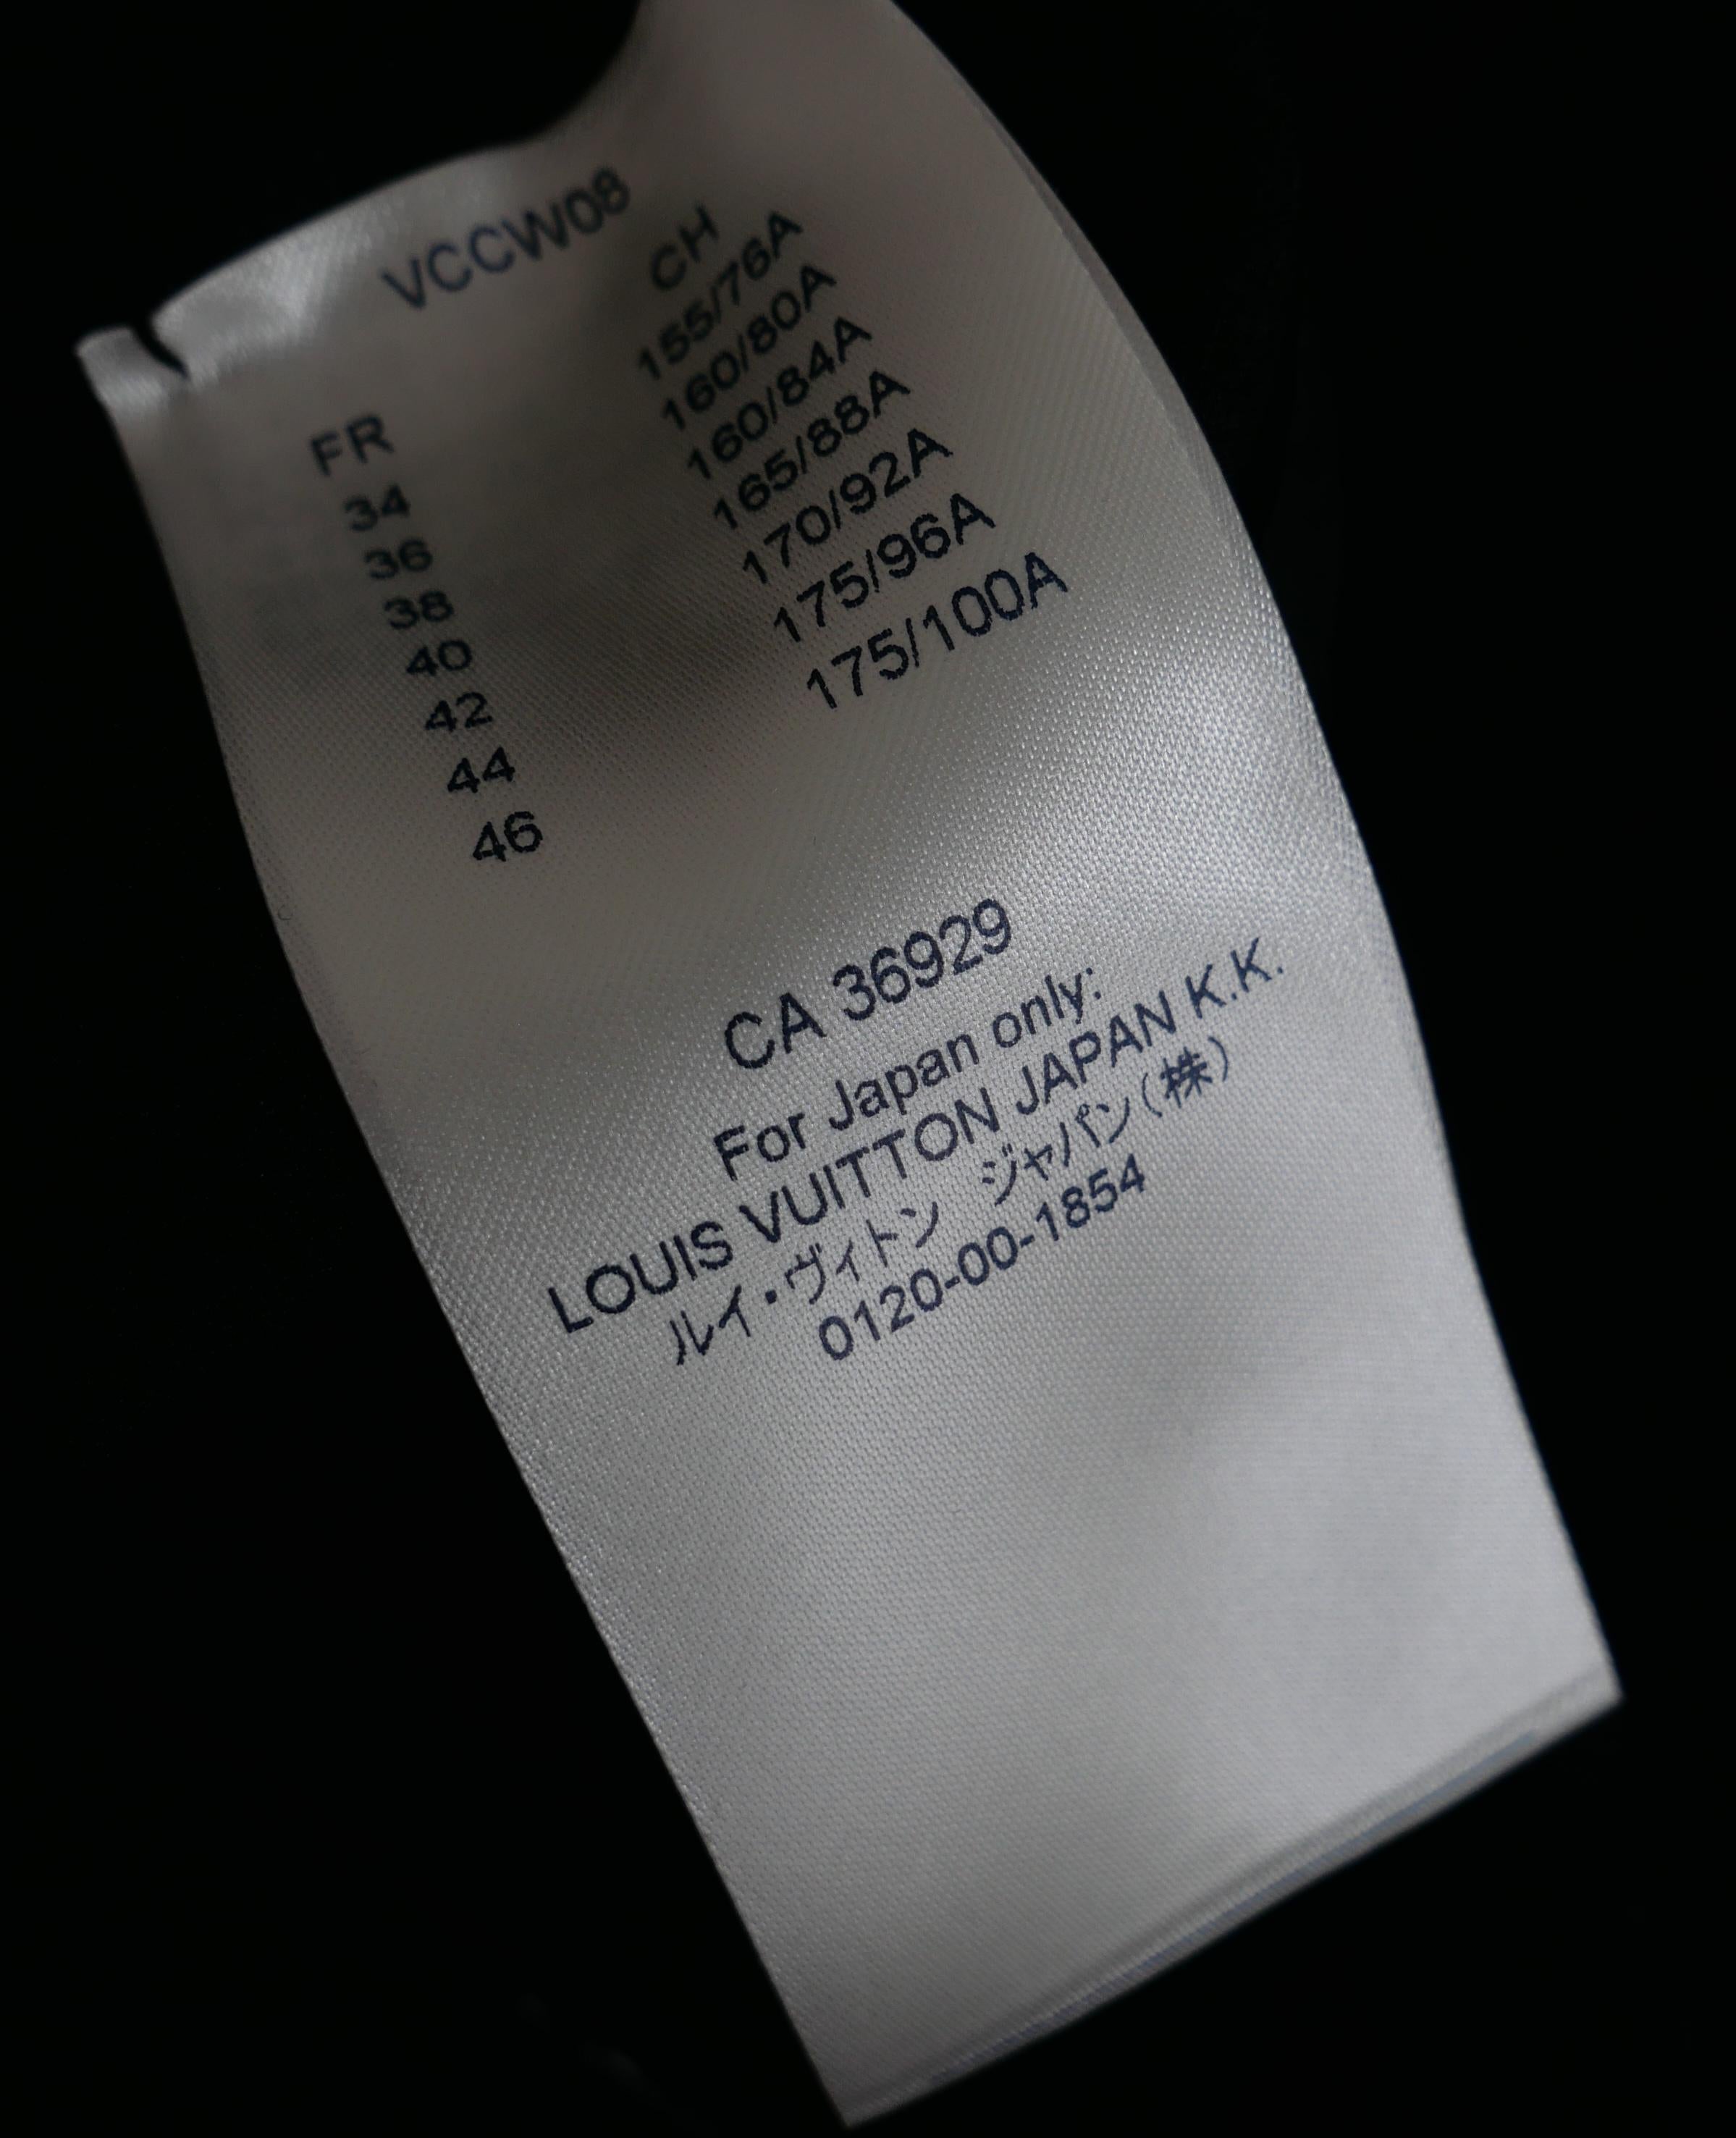 VCCW08
FR CH
34 155/76A
36 160/80A
38 160/84A
40 165/88A
42 170/92A
44 175/96A
46 175/100A
CA 36929
For Japan only:
LOUIS VUITTON JAPAN K.K.
ルイ・ヴィトン ジャパン(株)
0120-00-1854